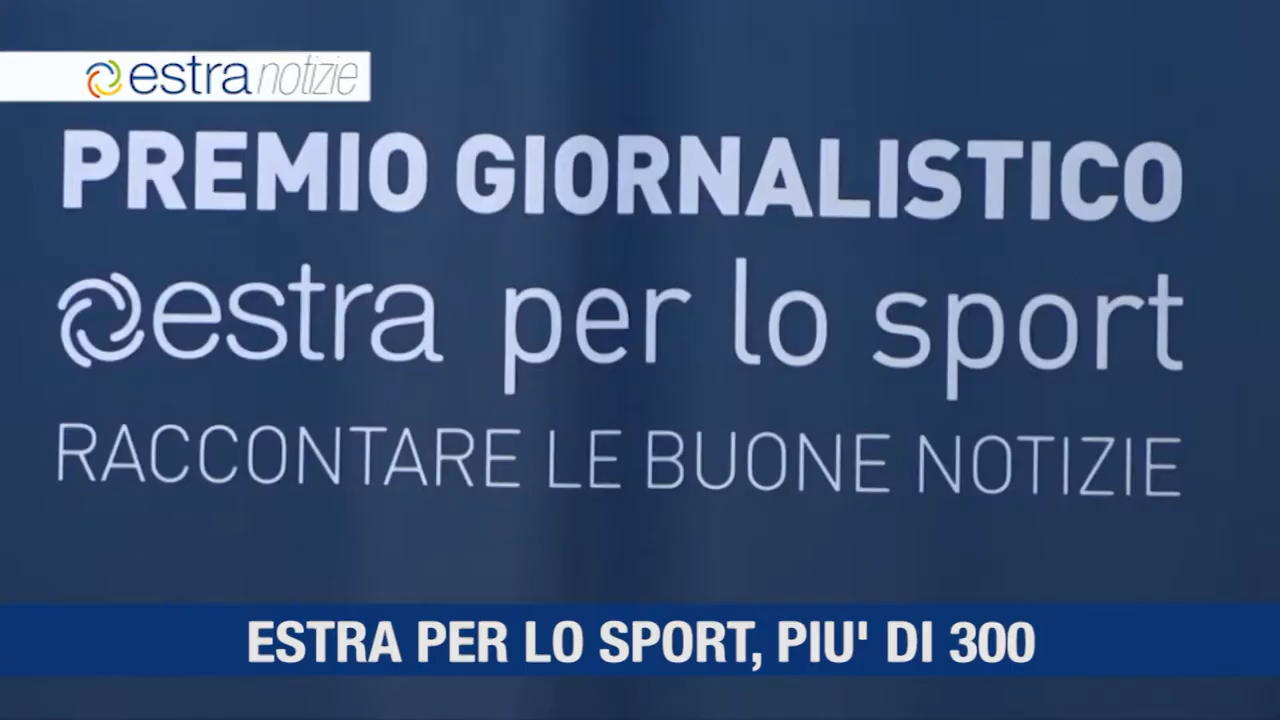 estra notizie
PREMIO GIORNALISTICO
estra per lo sport
RACCONTARE LE BUONE NOTIZIE
ESTRA PER LO SPORT, PIU' DI 300